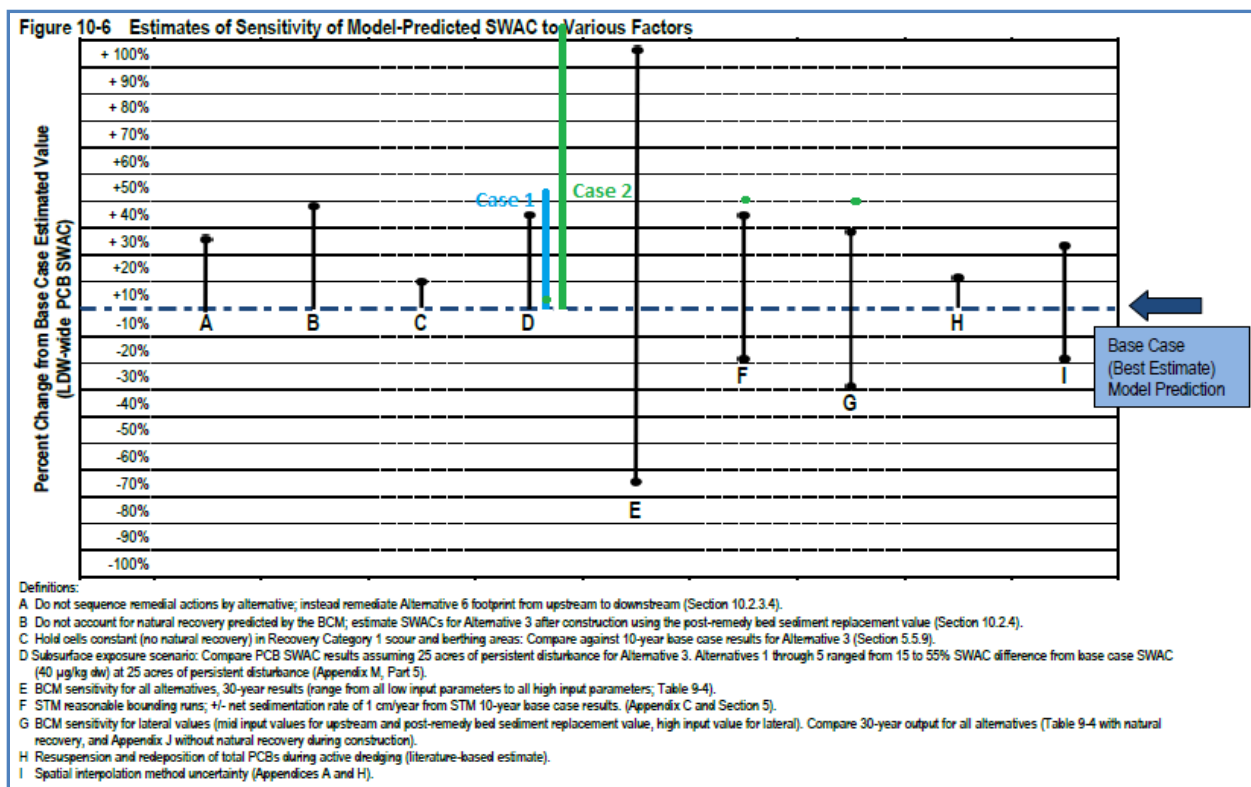 Figure 10-6 Estimates of Sensitivity of Model-Predicted SWAC to Various Factors
Percent Change from Base Case Estimated Value
(LDW-wide PCB SWAC)
+ 100%
+ 90%
+ 80%
+ 70%
+60%
+50%
+ 40%
+ 30%
+20%
+10%
-10%
-20%
-30%
-40%
-50%
-60%
-70%
-80%
-90%
-100%
Case 1
Case 2
A
B
C
D
E
F
G
H
I
Base Case
(Best Estimate)
Model Prediction
Definitions:
A Do not sequence remedial actions by alternative; instead remediate Alternative 6 footprint from upstream to downstream (Section 10.2.3.4).
B Do not account for natural recovery predicted by the BCM; estimate SWACs for Alternative 3 after construction using the post-remedy bed sediment replacement value (Section 10.2.4).
C Hold cells constant (no natural recovery) in Recovery Category 1 scour and berthing areas: Compare against 10-year base case results for Alternative 3 (Section 5.5.9).
D Subsurface exposure scenario: Compare PCB SWAC results assuming 25 acres of persistent disturbance for Alternative 3. Alternatives 1 through 5 ranged from 15 to 55% SWAC difference from base case SWAC
(40 µg/kg dw) at 25 acres of persistent disturbance (Appendix M, Part 5).
E BCM sensitivity for all alternatives, 30-year results (range from all low input parameters to all high input parameters; Table 9-4).
F STM reasonable bounding runs; +/- net sedimentation rate of 1 cm/year from STM 10-year base case results. (Appendix C and Section 5).
G BCM sensitivity for lateral values (mid input values for upstream and post-remedy bed sediment replacement value, high input value for lateral). Compare 30-year output for all alternatives (Table 9-4 with natural
recovery, and Appendix J without natural recovery during construction).
H Resuspension and redeposition of total PCBs during active dredging (literature-based estimate).
I Spatial interpolation method uncertainty (Appendices A and H).